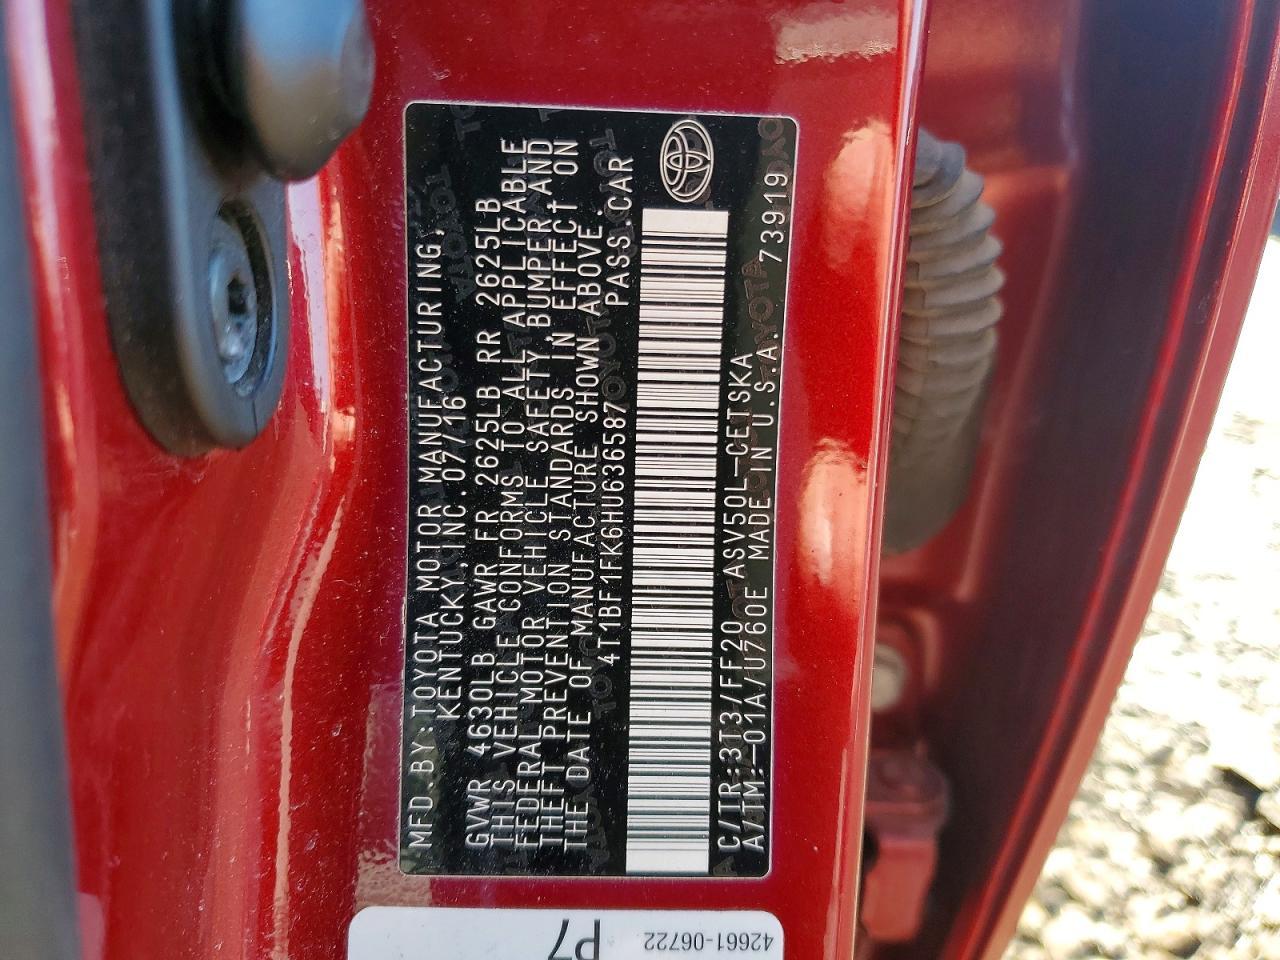 MFD.BY:TOYOTA MOTOR MANUFACTURING,
KENTUCKY,INC. 07/16
GVWR 4630LB GAWR FR 2625LB RR 2625LB
THIS VEHICLE CONFORMS TO ALL APPLICABLE
FEDERAL MOTOR VEHICLE SAFETY, BUMPER, AND
THEFT PREVENTION STANDARDS IN EFFECT ON
THE DATE OF MANUFACTURE SHOWN ABOVE.
4T1BF1FK6HU636587 PASS.CAR
C/TR:3T3/FF20 ASV50L-CETSKA
A/TM:-01A/U760E MADE IN U.S.A. 73919
P7
42661-06722